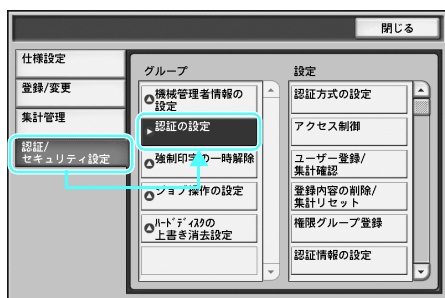 閉じる
仕様設定
登録/変更
集計管理
認証/
セキュリティ設定
グループ
機械管理者情報の
設定
認証の設定
強制印字の一時解除
ジョブ操作の設定
ハードディスクの
上書き消去設定
設定
認証方式の設定
アクセス制御
ユーザー登録/
集計確認
登録内容の削除/
集計リセット
権限グループ登録
認証情報の設定